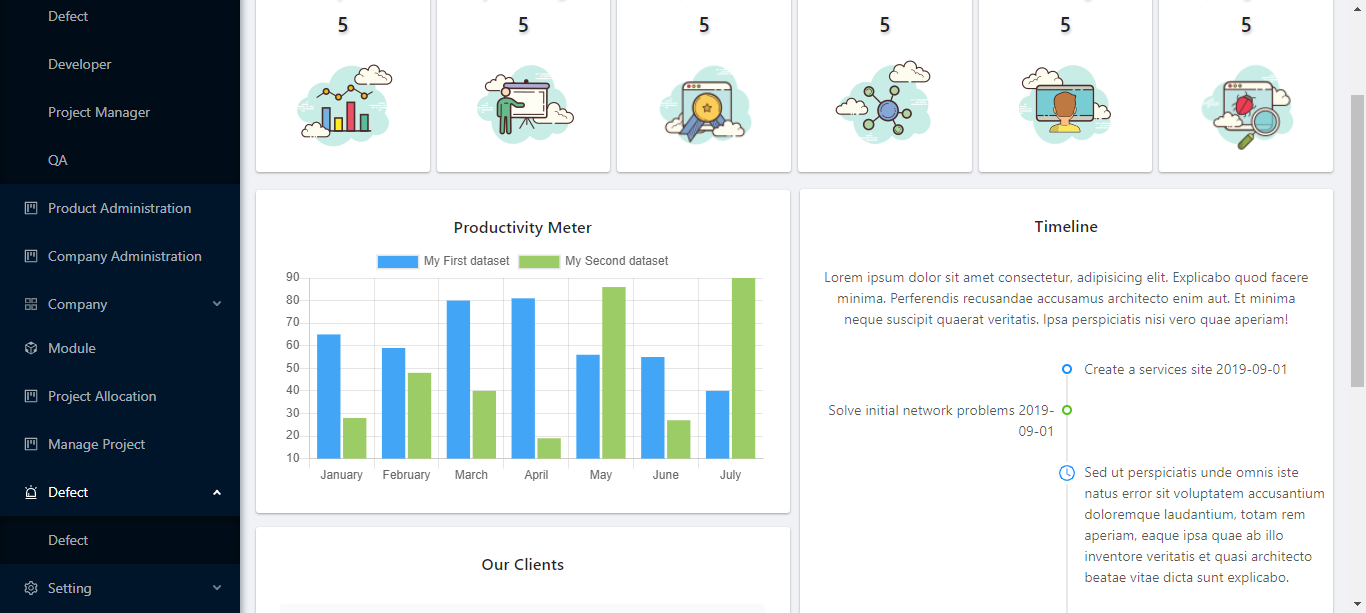 Defect
Developer
Project Manager
QA
Product Administration
Company Administration
Company
Module
Project Allocation
Manage Project
Defect
Defect
Setting
5
5
5
5
5
5
Productivity Meter
My First dataset
My Second dataset
90
80
70
60
50
40
30
20
10
January
February
March
April
May
June
July
Our Clients
Timeline
Lorem ipsum dolor sit amet consectetur, adipisicing elit. Explicabo quod facere
minima. Perferendis recusandae accusamus architecto enim aut. Et minima
neque suscipit quaerat veritatis. Ipsa perspiciatis nisi vero quae aperiam!
Create a services site 2019-09-01
Solve initial network problems 2019-
09-01
Sed ut perspiciatis unde omnis iste
natus error sit voluptatem accusantium
doloremque laudantium, totam rem
aperiam, eaque ipsa quae ab illo
inventore veritatis et quasi architecto
beatae vitae dicta sunt explicabo.